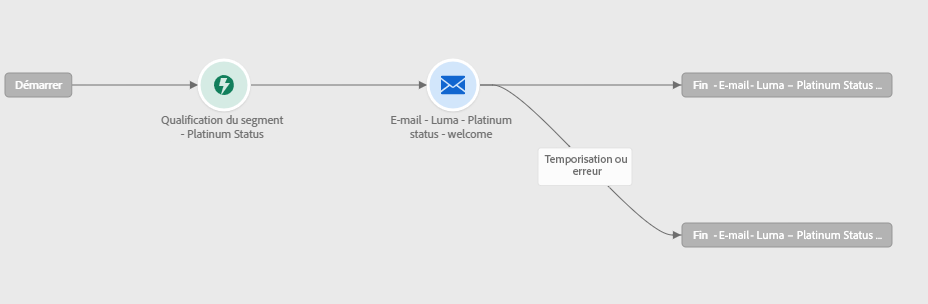 Démarrer
Qualification du segment
- Platinum Status
E-mail - Luma - Platinum
status - welcome
Fin - E-mail - Luma – Platinum Status ...
Temporisation ou
erreur
Fin - E-mail - Luma – Platinum Status ...